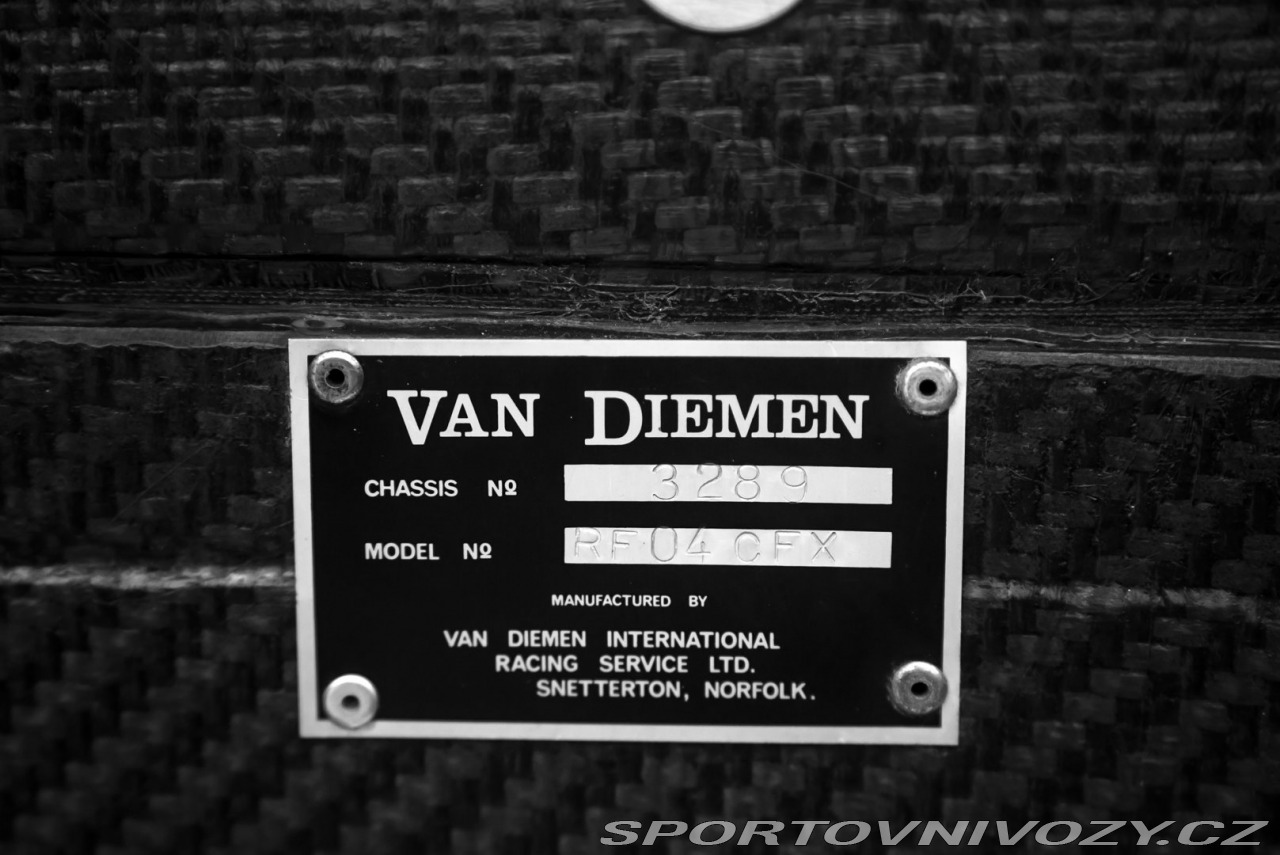 VAN DIEMEN
CHASSIS Nº 3289
MODEL Nº RF04 CFX
MANUFACTURED BY
VAN DIEMEN INTERNATIONAL
RACING SERVICE LTD.
SNETTERTON, NORFOLK.
SPORTOVNIVOZY.CZ